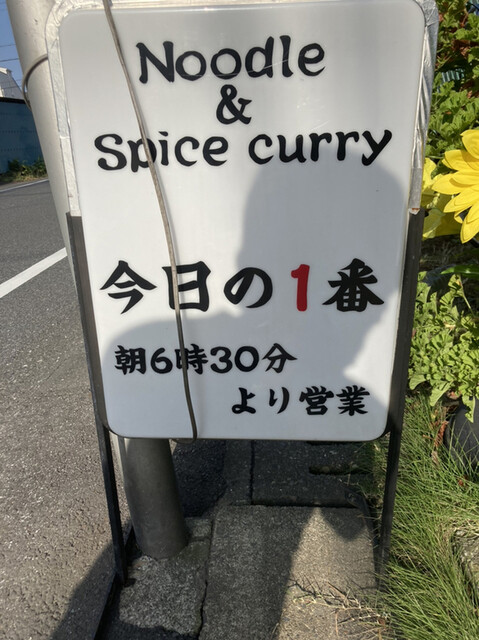 Noodle
&
Spice curry
今日の1番
朝6時30分
より営業